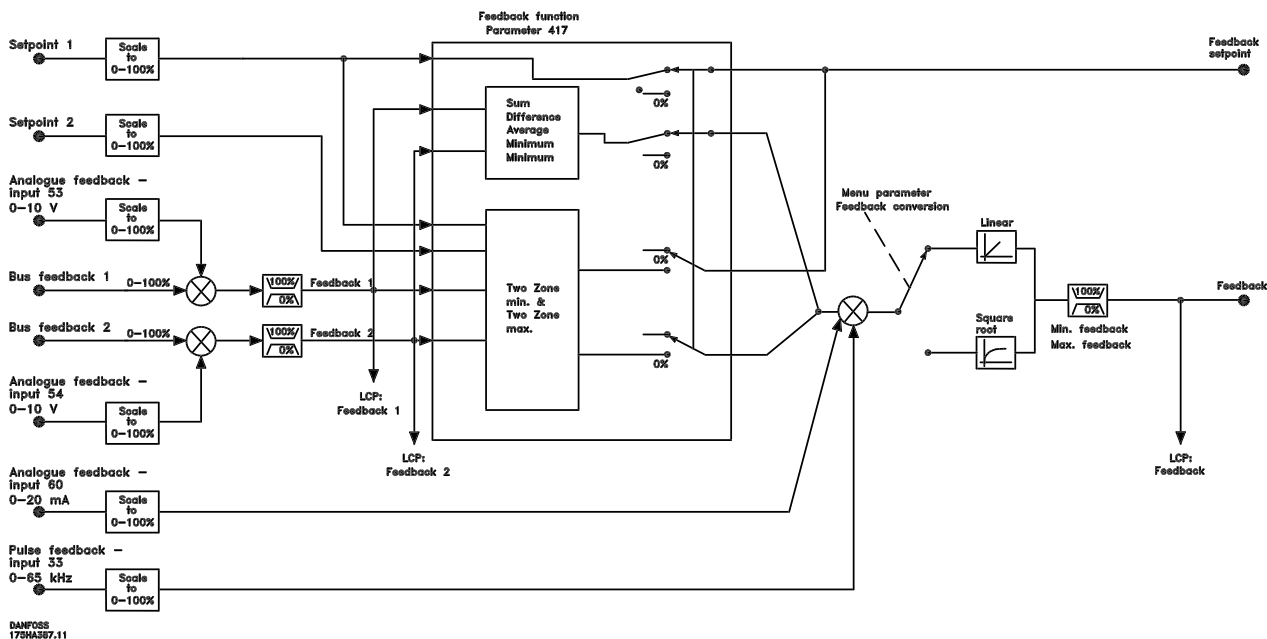 Feedback function
Parameter 417
Setpoint 1
Scale
to
0-100%
Feedback
setpoint
0%
Sum
Difference
Average
Minimum
Minimum
0%
Setpoint 2
Scale
to
0-100%
Analogue feedback –
input 53
0-10 V
Scale
to
0-100%
Menu parameter
Feedback conversion
Linear
0%
Bus feedback 1
0-100%
\100%/
0%
Feedback 1
Two Zone
min. &
Two Zone
max.
\100%/
0%
Feedback
Bus feedback 2
0-100%
\100%/
0%
Feedback 2
Square
root
Min. feedback
Max. feedback
0%
Analogue feedback –
input 54
0-10 V
Scale
to
0-100%
LCP:
Feedback 1
LCP:
Feedback 2
LCP:
Feedback
Analogue feedback –
input 60
0-20 mA
Scale
to
0-100%
Pulse feedback –
input 33
0-65 kHz
Scale
to
0-100%
DANFOSS
175HA387.11